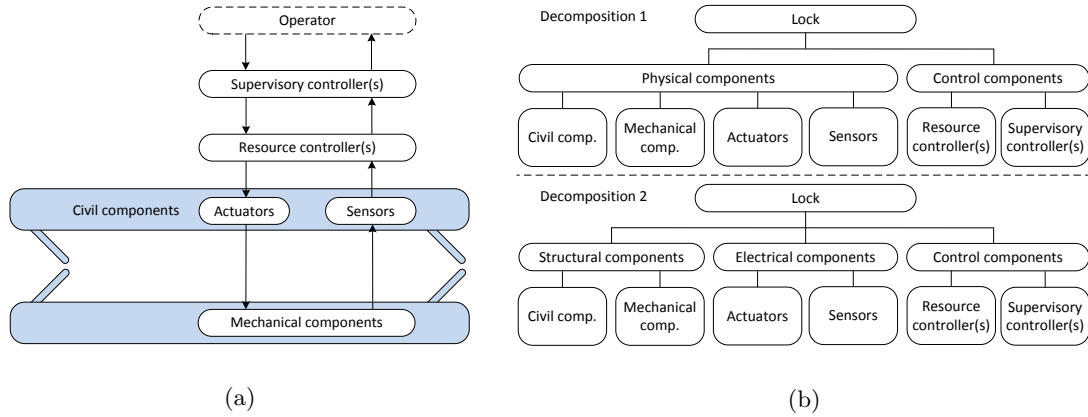 Operator
Supervisory controller(s)
Resource controller(s)
Civil components
Actuators
Sensors
Mechanical components
(a)
Decomposition 1
Lock
Physical components
Control components
Civil comp.
Mechanical
comp.
Actuators
Sensors
Resource
controller(s)
Supervisory
controller(s)
Decomposition 2
Lock
Structural components
Electrical components
Control components
Civil comp.
Mechanical
comp.
Actuators
Sensors
Resource
controller(s)
Supervisory
controller(s)
(b)